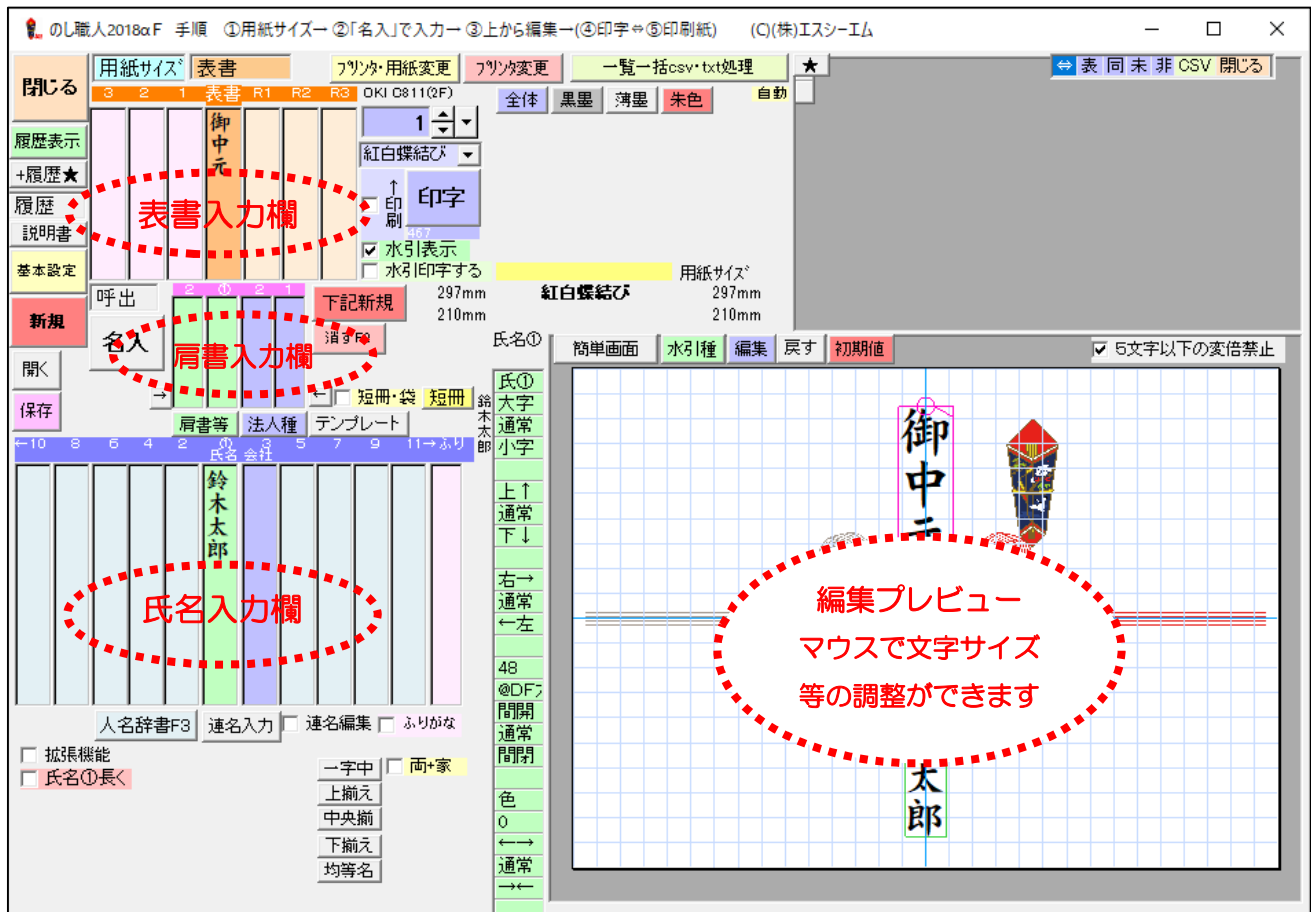 のし職人2018αF 手順 ①用紙サイズ→ ②「名入」で入力→ ③上から編集→(④印字⇔⑤印刷紙) (C)(株)エスシーエム
閉じる
用紙サイズ 表書
プリンタ・用紙変更 プリンタ変更 一覧一括csv・txt処理 ★
⇔ 表 同 未 非 CSV 閉じる
3 2 1 表書 R1 R2 R3 OKI C811(2F)
全体 黒墨 薄墨 朱色 自動
履歴表示
+履歴★
履歴
説明書
基本設定
新規
開く
保存
御中元
表書入力欄
1
紅白蝶結び
↑印刷
印字
467
水引表示
水引印字する
297mm
210mm
紅白蝶結び
用紙サイズ
297mm
210mm
呼出
名入
2 ① 2 1
肩書入力欄
下記新規
消すF9
→
← 短冊・袋 短冊
肩書等 法人種 テンプレート
←10 8 6 4 2 ① 3 5 7 9 11→ふり
氏名 会社
鈴木太郎
氏名入力欄
人名辞書F3 連名入力 連名編集 ふりがな
拡張機能
氏名①長く
一字中 両+家
上揃え
中央揃
下揃え
均等名
氏名①
鈴木太郎
氏①
大字
通常
小字
上↑
通常
下↓
右→
通常
←左
48
@DF
間開
通常
間閉
色
0
←→
通常
→←
簡単画面 水引種 編集 戻す 初期値 5文字以下の変倍禁止
御中元
編集プレビュー
マウスで文字サイズ
等の調整ができます
太郎